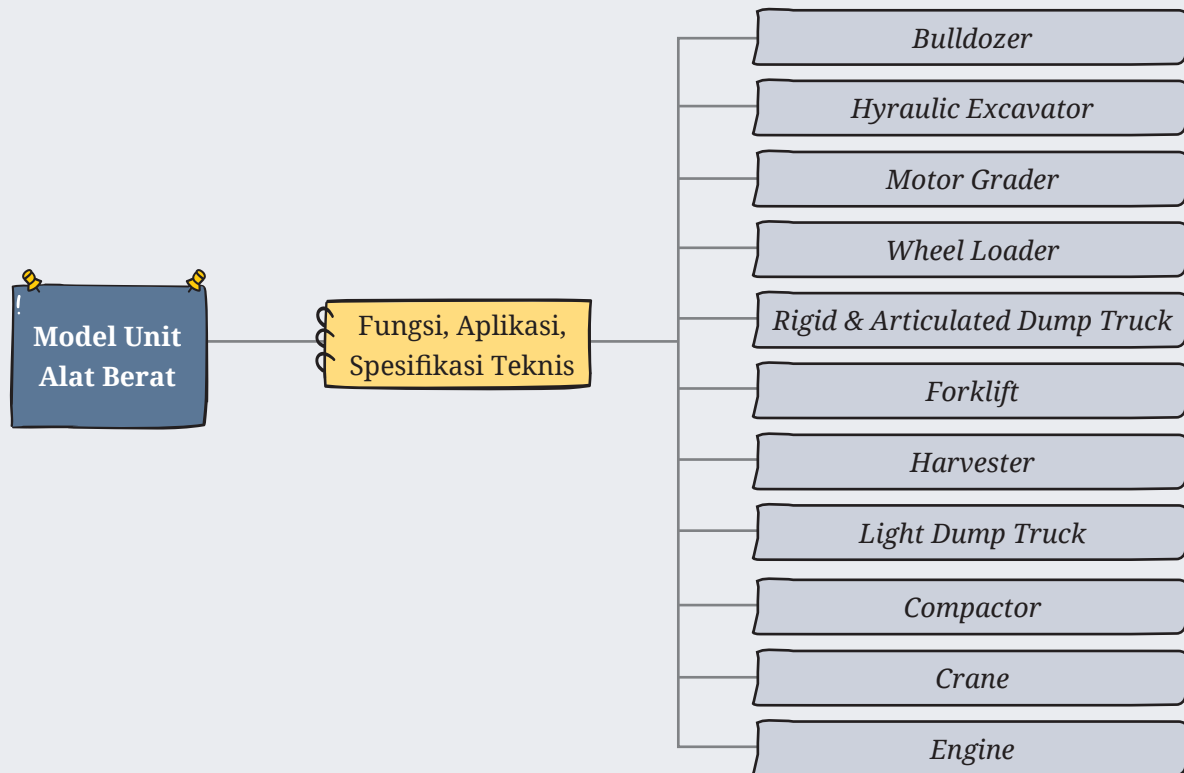 Bulldozer
Hyraulic Excavator
Motor Grader
Wheel Loader
!
Model Unit
Alat Berat
Fungsi, Aplikasi,
Spesifikasi Teknis
Rigid & Articulated Dump Truck
Forklift
Harvester
Light Dump Truck
Compactor
Crane
Engine